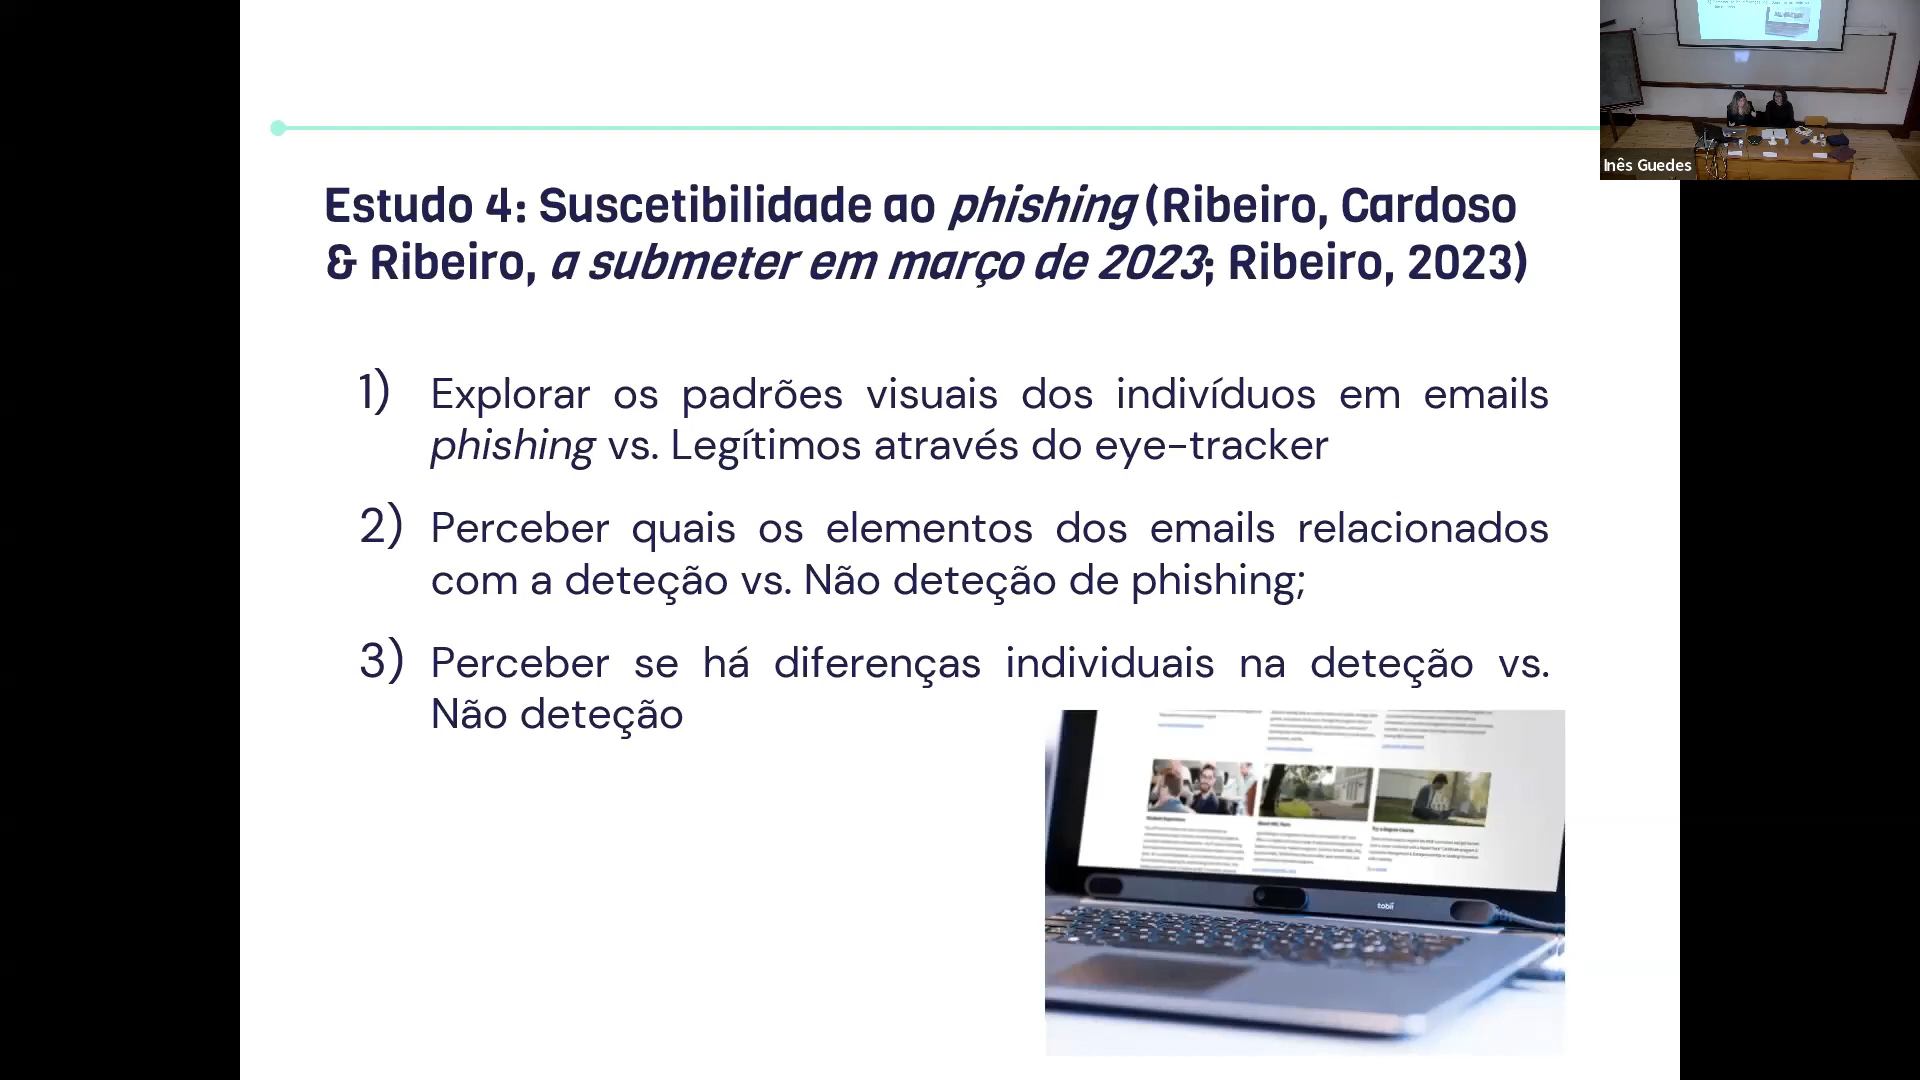 Inês Guedes
Estudo 4: Suscetibilidade ao phishing (Ribeiro, Cardoso
& Ribeiro, a submeter em março de 2023; Ribeiro, 2023)
1) Explorar os padrões visuais dos indivíduos em emails
phishing vs. Legítimos através do eye-tracker
2) Perceber quais os elementos dos emails relacionados
com a deteção vs. Não deteção de phishing;
3) Perceber se há diferenças individuais na deteção vs.
Não deteção
tobii